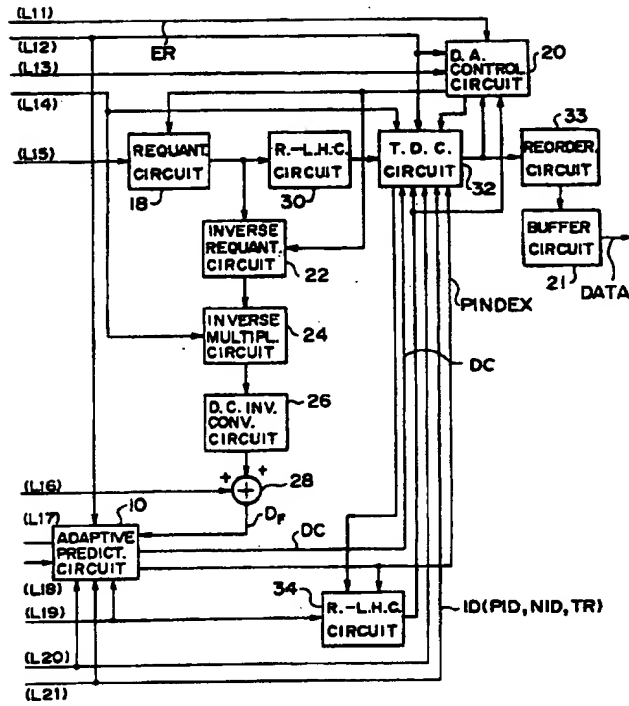 (L11)
ER
(L12)
(L13)
(L14)
D.A.
CONTROL
CIRCUIT
20
33
(L15)
REQUANT.
CIRCUIT
18
R.-L.H.C.
CIRCUIT
30
T. D. C.
CIRCUIT
32
REORDER.
CIRCUIT
INVERSE
REQUANT.
CIRCUIT
22
BUFFER
CIRCUIT
21
DATA
PINDEX
INVERSE
MULTIPL.
CIRCUIT
24
DC
D.C. INV.
CONV.
CIRCUIT
26
(L16)
+
+
+
28
DF
(L17)
10
ADAPTIVE
PREDICT.
CIRCUIT
DC
(L18)
(L19)
34
R.-L.H.C.
CIRCUIT
ID(PID,NID,TR)
(L20)
(L21)